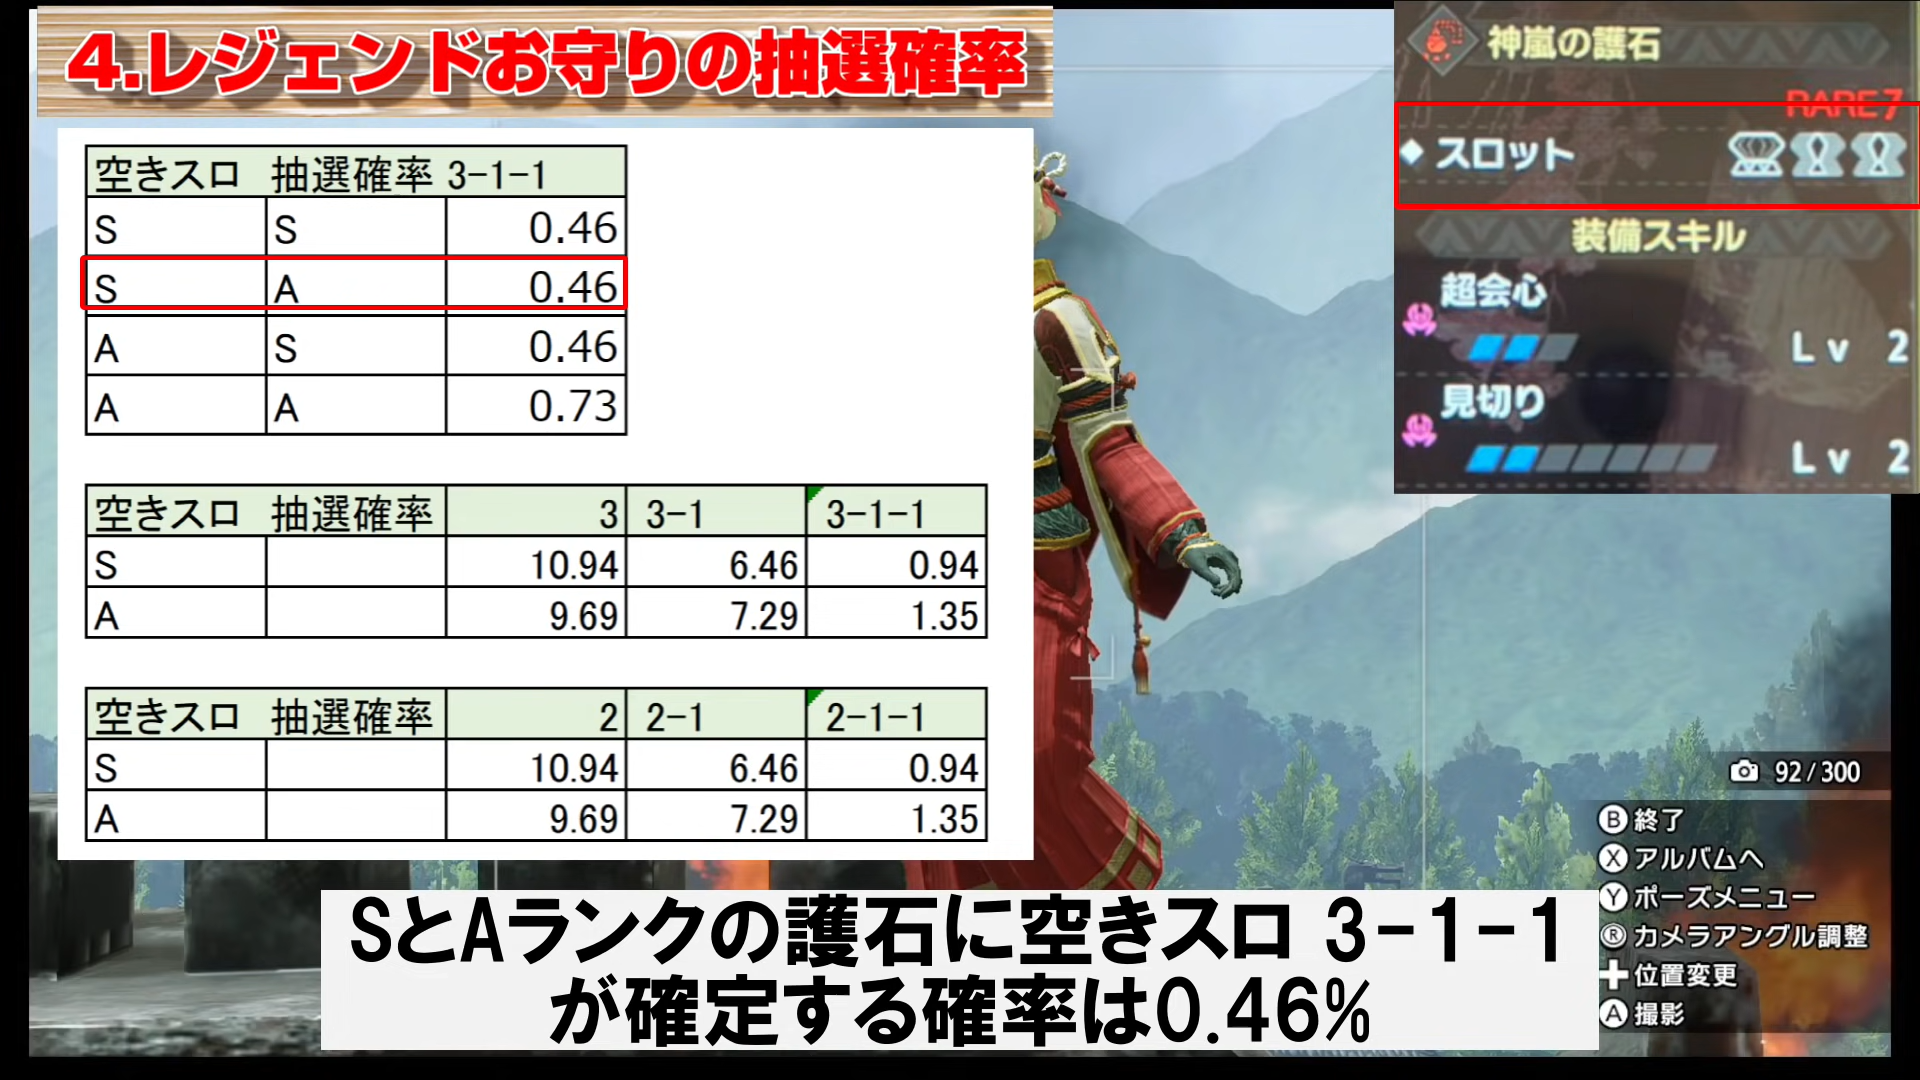 4.レジェンドお守りの抽選確率
空きスロ 抽選確率 3-1-1
S S 0.46
S A 0.46
A S 0.46
A A 0.73
空きスロ 抽選確率 3 3-1 3-1-1
S 10.94 6.46 0.94
A 9.69 7.29 1.35
空きスロ 抽選確率 2 2-1 2-1-1
S 10.94 6.46 0.94
A 9.69 7.29 1.35
神嵐の護石
RARE7
スロット
装備スキル
超会心
Lv 2
見切り
Lv 2
92/300
B 終了
X アルバムへ
Y ポーズメニュー
R カメラアングル調整
位置変更
A 撮影
SとAランクの護石に空きスロ 3-1-1
が確定する確率は0.46%